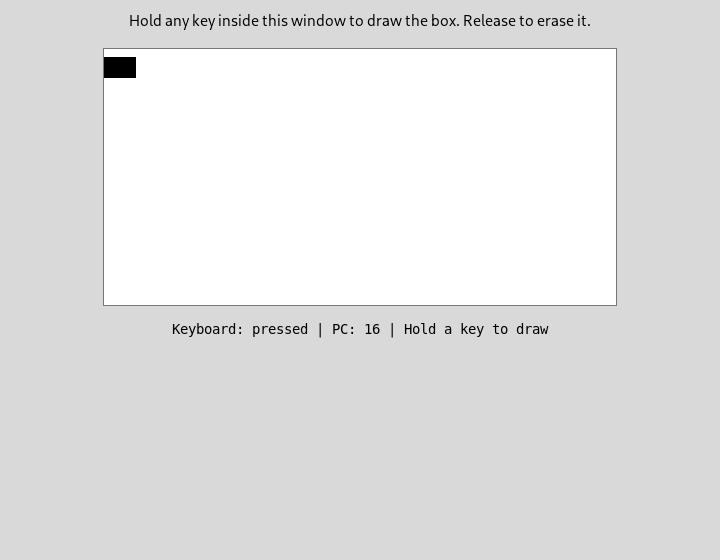 Hold any key inside this window to draw the box. Release to erase it.
Keyboard: pressed | PC: 16 | Hold a key to draw